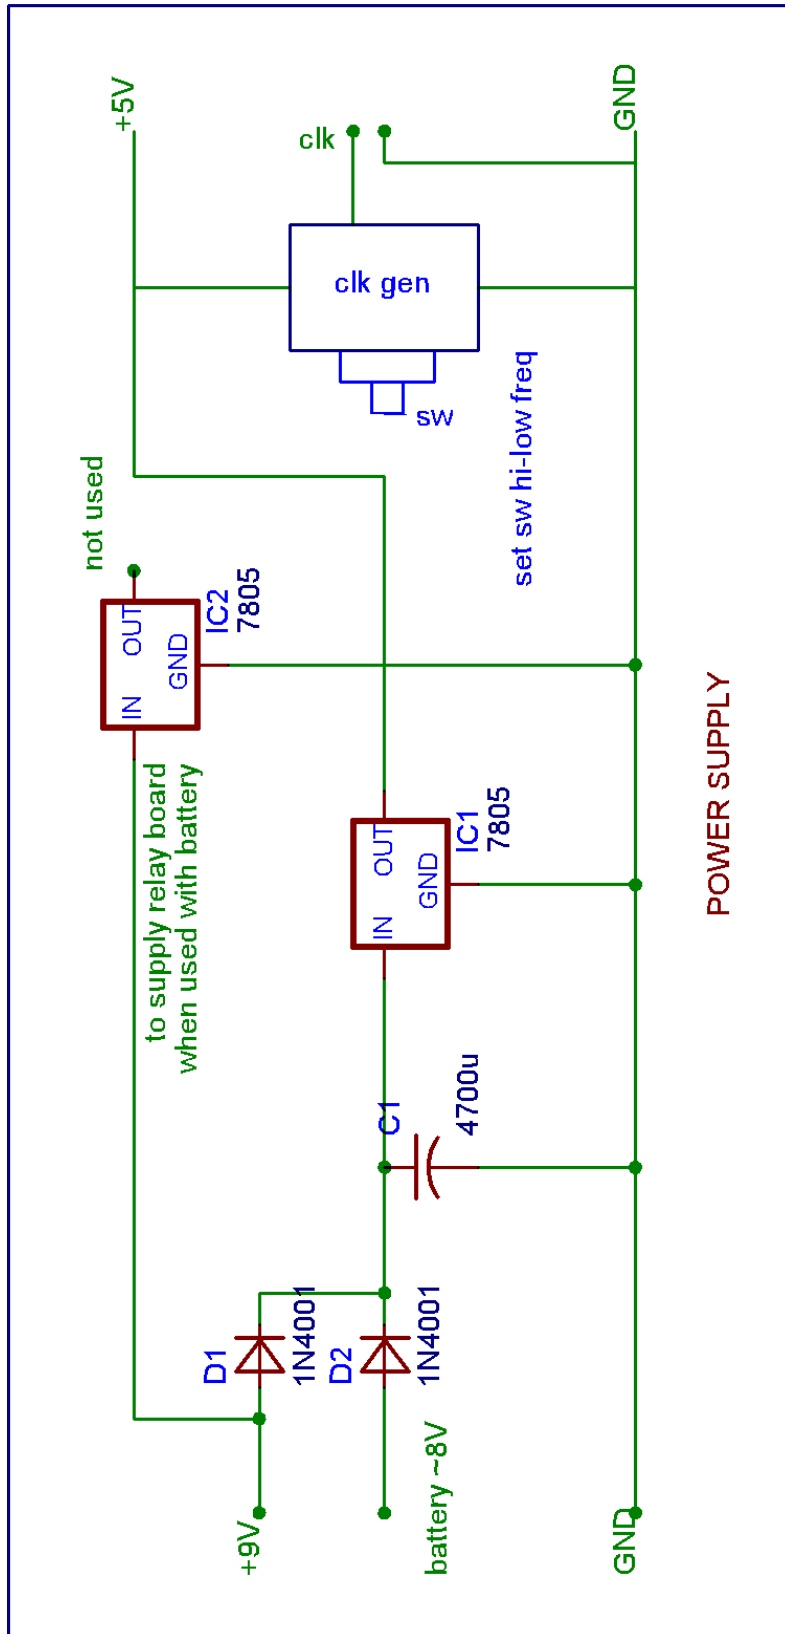 +5V
clk
GND
clk gen
sw
set sw hi-low freq
not used
IN
OUT
GND
IC2
7805
to supply relay board
when used with battery
IN
OUT
GND
IC1
7805
C1
4700u
D1
1N4001
D2
1N4001
+9V
battery ~8V
GND
POWER SUPPLY